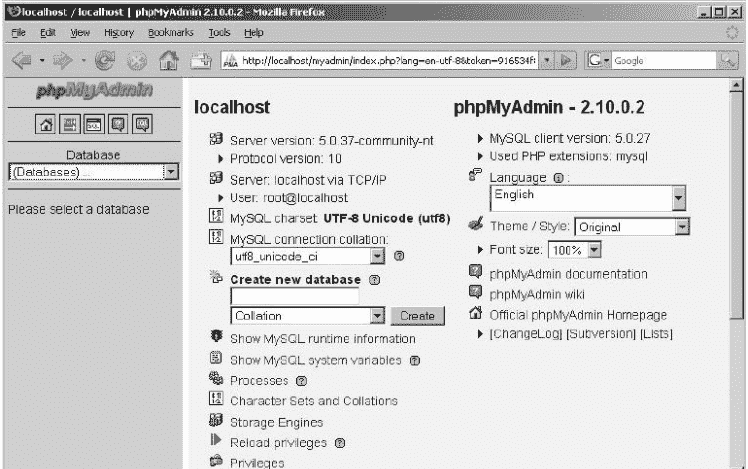 localhost / localhost | phpMyAdmin 2.10.0.2 - Mozilla Firefox
File Edit View History Bookmarks Tools Help
PMA http://localhost/myadmin/index.php?lang=en-utf-8&token=916534f
G Google
phpMyAdmin
Database
(Databases) ...
Please select a database
localhost
Server version: 5.0.37-community-nt
Protocol version: 10
Server: localhost via TCP/IP
User: root@localhost
MySQL charset: UTF-8 Unicode (utf8)
MySQL connection collation:
utf8_unicode_ci
Create new database
Collation Create
Show MySQL runtime information
Show MySQL system variables
Processes
Character Sets and Collations
Storage Engines
Reload privileges
Privileges
phpMyAdmin - 2.10.0.2
MySQL client version: 5.0.27
Used PHP extensions: mysql
Language :
English
Theme / Style: Original
Font size: 100%
phpMyAdmin documentation
phpMyAdmin wiki
Official phpMyAdmin Homepage
[ChangeLog] [Subversion] [Lists]